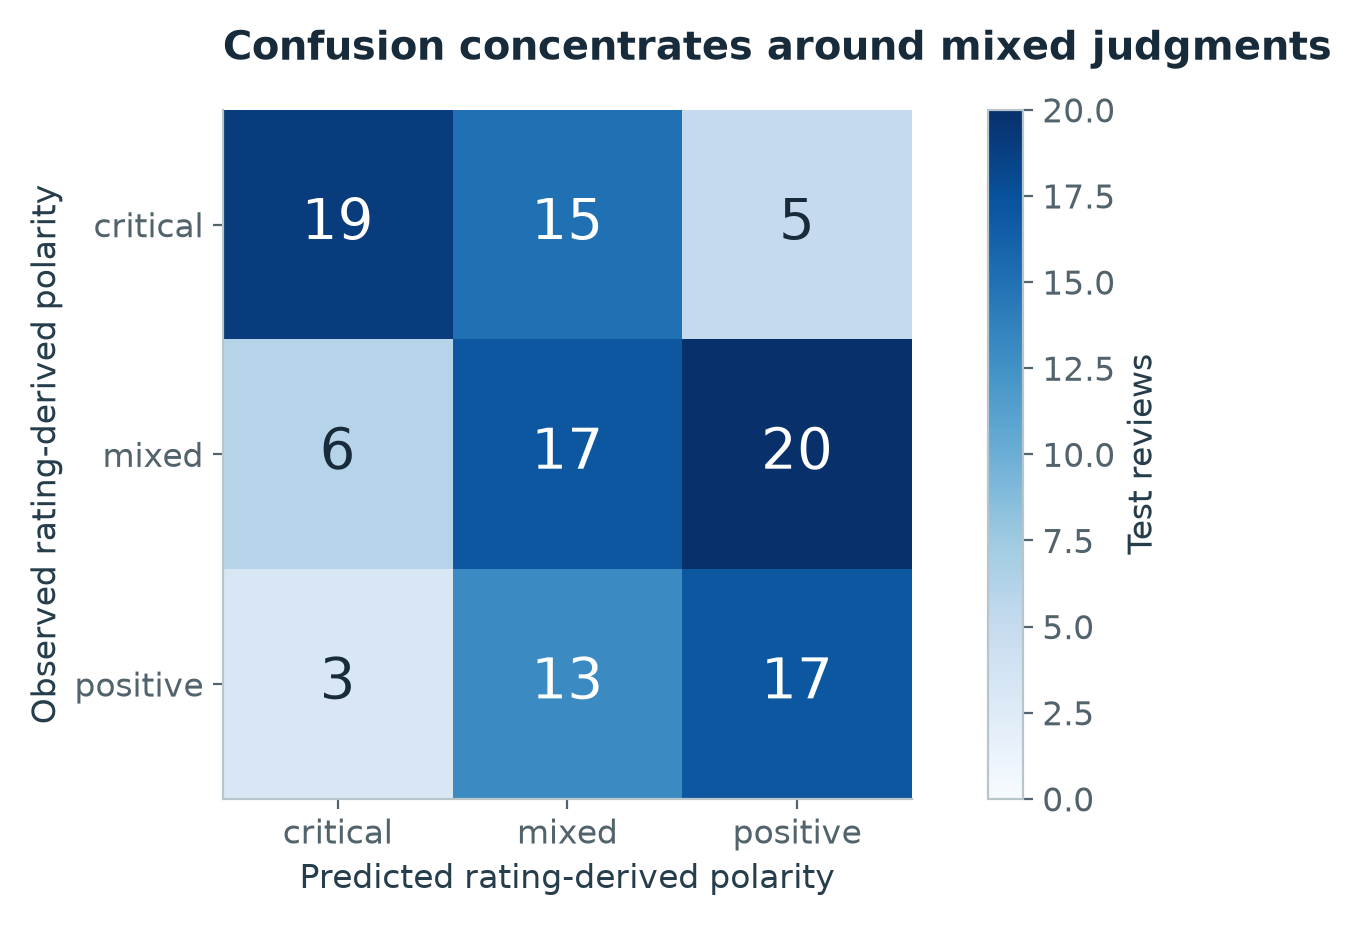 Confusion concentrates around mixed judgments
Observed rating-derived polarity
critical
mixed
positive
19 15 5
6 17 20
3 13 17
critical mixed positive
Predicted rating-derived polarity
20.0
17.5
15.0
12.5
10.0
7.5
5.0
2.5
0.0
Test reviews